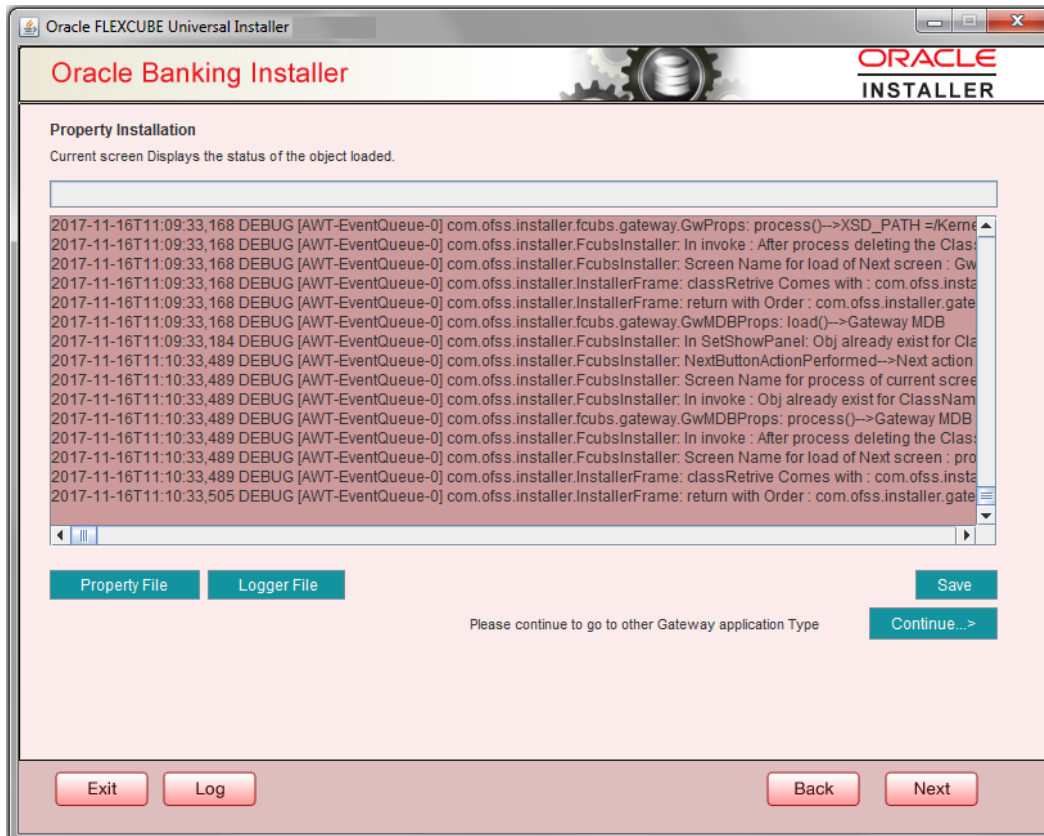 Oracle FLEXCUBE Universal Installer
Oracle Banking Installer
ORACLE
INSTALLER
Property Installation
Current screen Displays the status of the object loaded.
2017-11-16T11:09:33,168 DEBUG [AWT-EventQueue-0] com.ofss.installer.fcubs.gateway.GwProps: process()-->XSD_PATH =/Kerne
2017-11-16T11:09:33,168 DEBUG [AWT-EventQueue-0] com.ofss.installer.FcubsInstaller: In invoke : After process deleting the Clas
2017-11-16T11:09:33,168 DEBUG [AWT-EventQueue-0] com.ofss.installer.FcubsInstaller: Screen Name for load of Next screen : Gw
2017-11-16T11:09:33,168 DEBUG [AWT-EventQueue-0] com.ofss.installer.InstallerFrame: classRetrive Comes with : com.ofss.insta
2017-11-16T11:09:33,168 DEBUG [AWT-EventQueue-0] com.ofss.installer.InstallerFrame: return with Order : com.ofss.installer.gate
2017-11-16T11:09:33,168 DEBUG [AWT-EventQueue-0] com.ofss.installer.fcubs.gateway.GwMDBProps: load()-->Gateway MDB
2017-11-16T11:09:33,184 DEBUG [AWT-EventQueue-0] com.ofss.installer.FcubsInstaller: In SetShowPanel: Obj already exist for Cla
2017-11-16T11:10:33,489 DEBUG [AWT-EventQueue-0] com.ofss.installer.FcubsInstaller: NextButtonActionPerformed-->Next action
2017-11-16T11:10:33,489 DEBUG [AWT-EventQueue-0] com.ofss.installer.FcubsInstaller: Screen Name for process of current scree
2017-11-16T11:10:33,489 DEBUG [AWT-EventQueue-0] com.ofss.installer.FcubsInstaller: In invoke : Obj already exist for ClassNam
2017-11-16T11:10:33,489 DEBUG [AWT-EventQueue-0] com.ofss.installer.fcubs.gateway.GwMDBProps: process()-->Gateway MDB
2017-11-16T11:10:33,489 DEBUG [AWT-EventQueue-0] com.ofss.installer.FcubsInstaller: In invoke : After process deleting the Clas
2017-11-16T11:10:33,489 DEBUG [AWT-EventQueue-0] com.ofss.installer.FcubsInstaller: Screen Name for load of Next screen : pro
2017-11-16T11:10:33,489 DEBUG [AWT-EventQueue-0] com.ofss.installer.InstallerFrame: classRetrive Comes with : com.ofss.insta
2017-11-16T11:10:33,505 DEBUG [AWT-EventQueue-0] com.ofss.installer.InstallerFrame: return with Order : com.ofss.installer.gate
Property File
Logger File
Save
Please continue to go to other Gateway application Type
Continue...>
Exit
Log
Back
Next